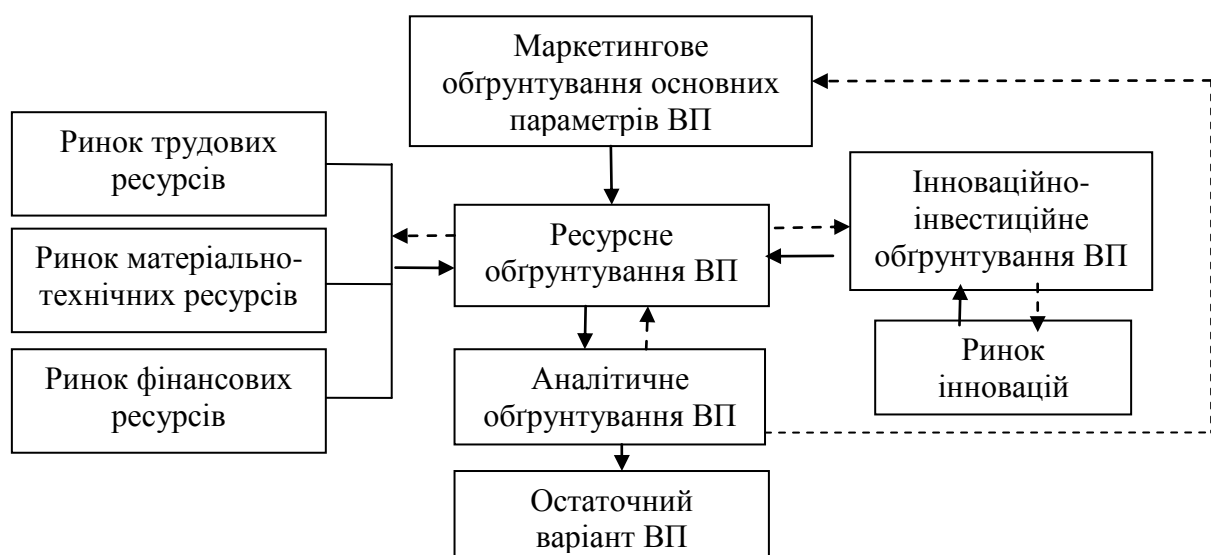 Маркетингове
обґрунтування основних
параметрів ВП
Ринок трудових
ресурсів
Ринок матеріально-
технічних ресурсів
Ринок фінансових
ресурсів
Ресурсне
обґрунтування ВП
Інноваційно-
інвестиційне
обґрунтування ВП
Ринок
інновацій
Аналітичне
обґрунтування ВП
Остаточний
варіант ВП